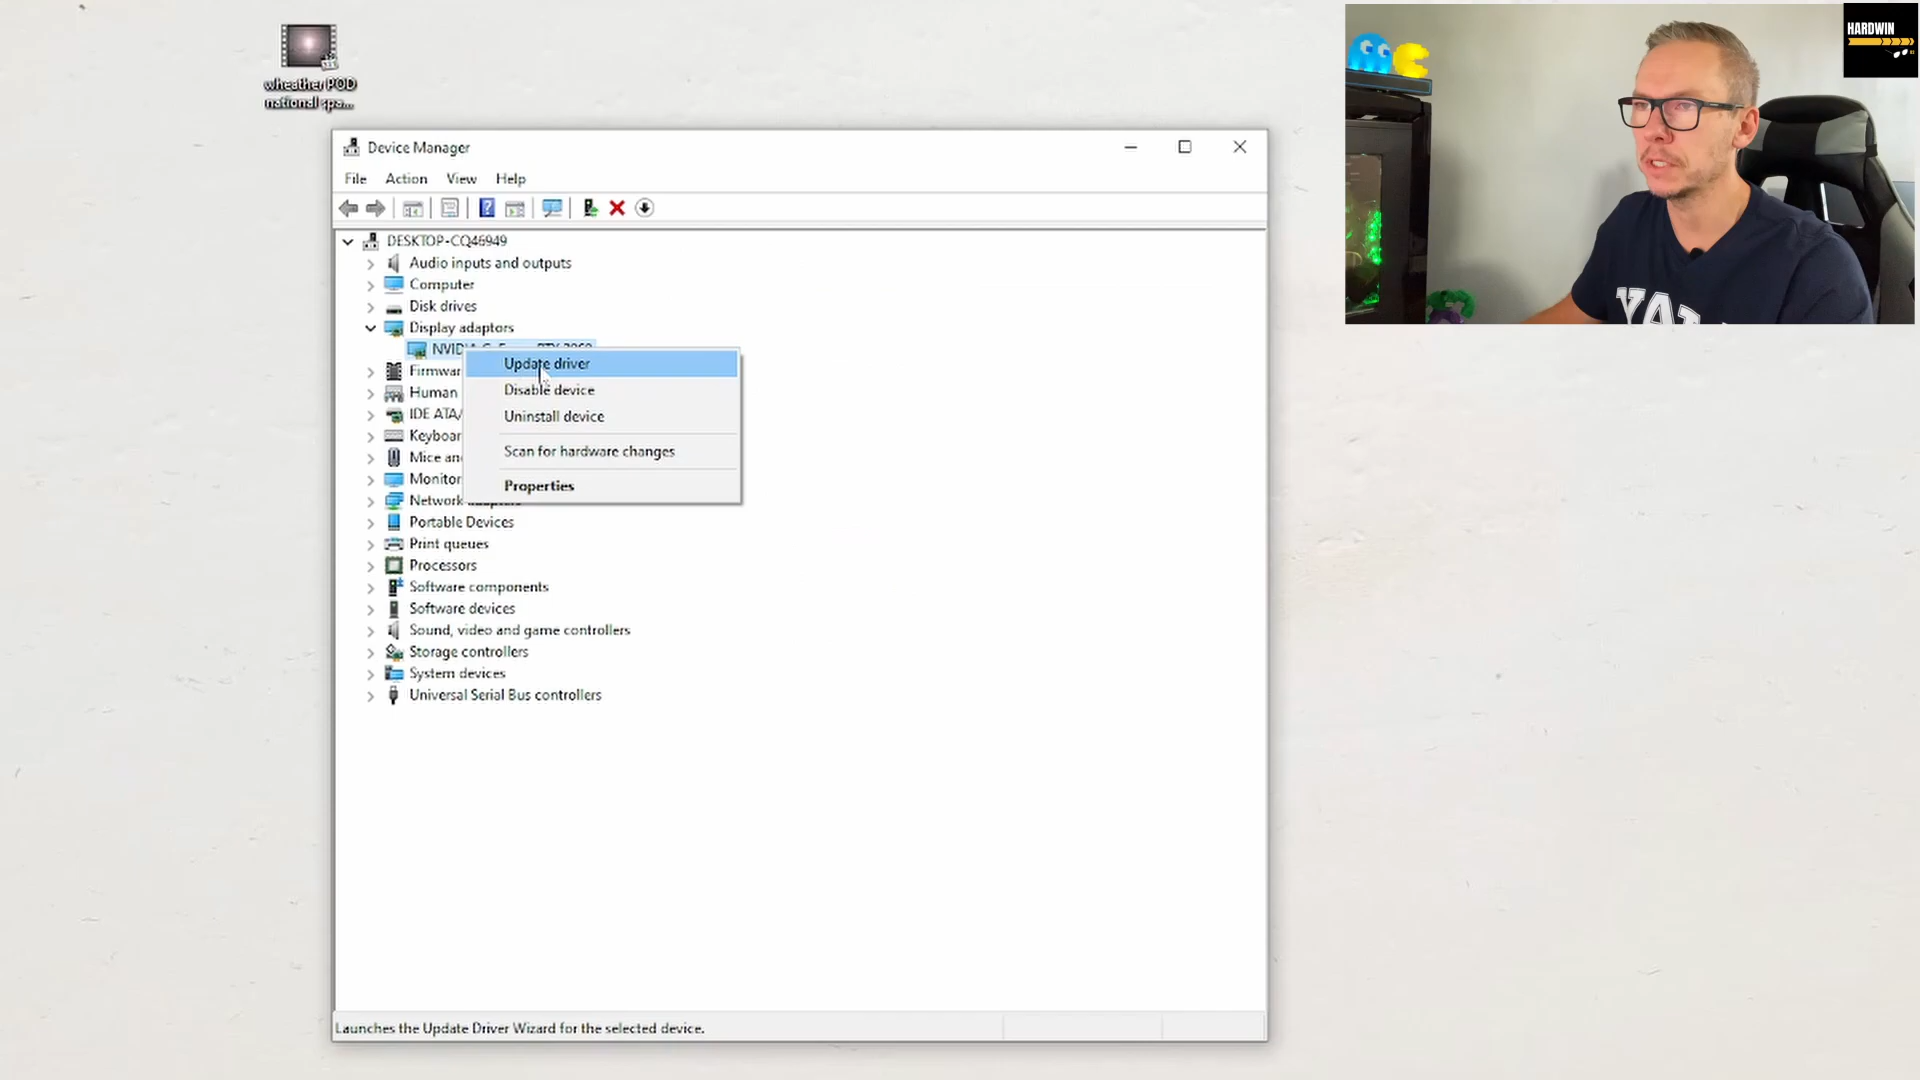 wheather POD
national spa...
HARDWIN
Device Manager
File Action View Help
DESKTOP-CQ46949
Audio inputs and outputs
Computer
Disk drives
Display adaptors
Update driver
Firmwar
Disable device
Human
IDE ATA/
Uninstall device
Keyboar
Scan for hardware changes
Mice an
Monitor
Properties
Network
Portable Devices
Print queues
Processors
Software components
Software devices
Sound, video and game controllers
Storage controllers
System devices
Universal Serial Bus controllers
Launches the Update Driver Wizard for the selected device.